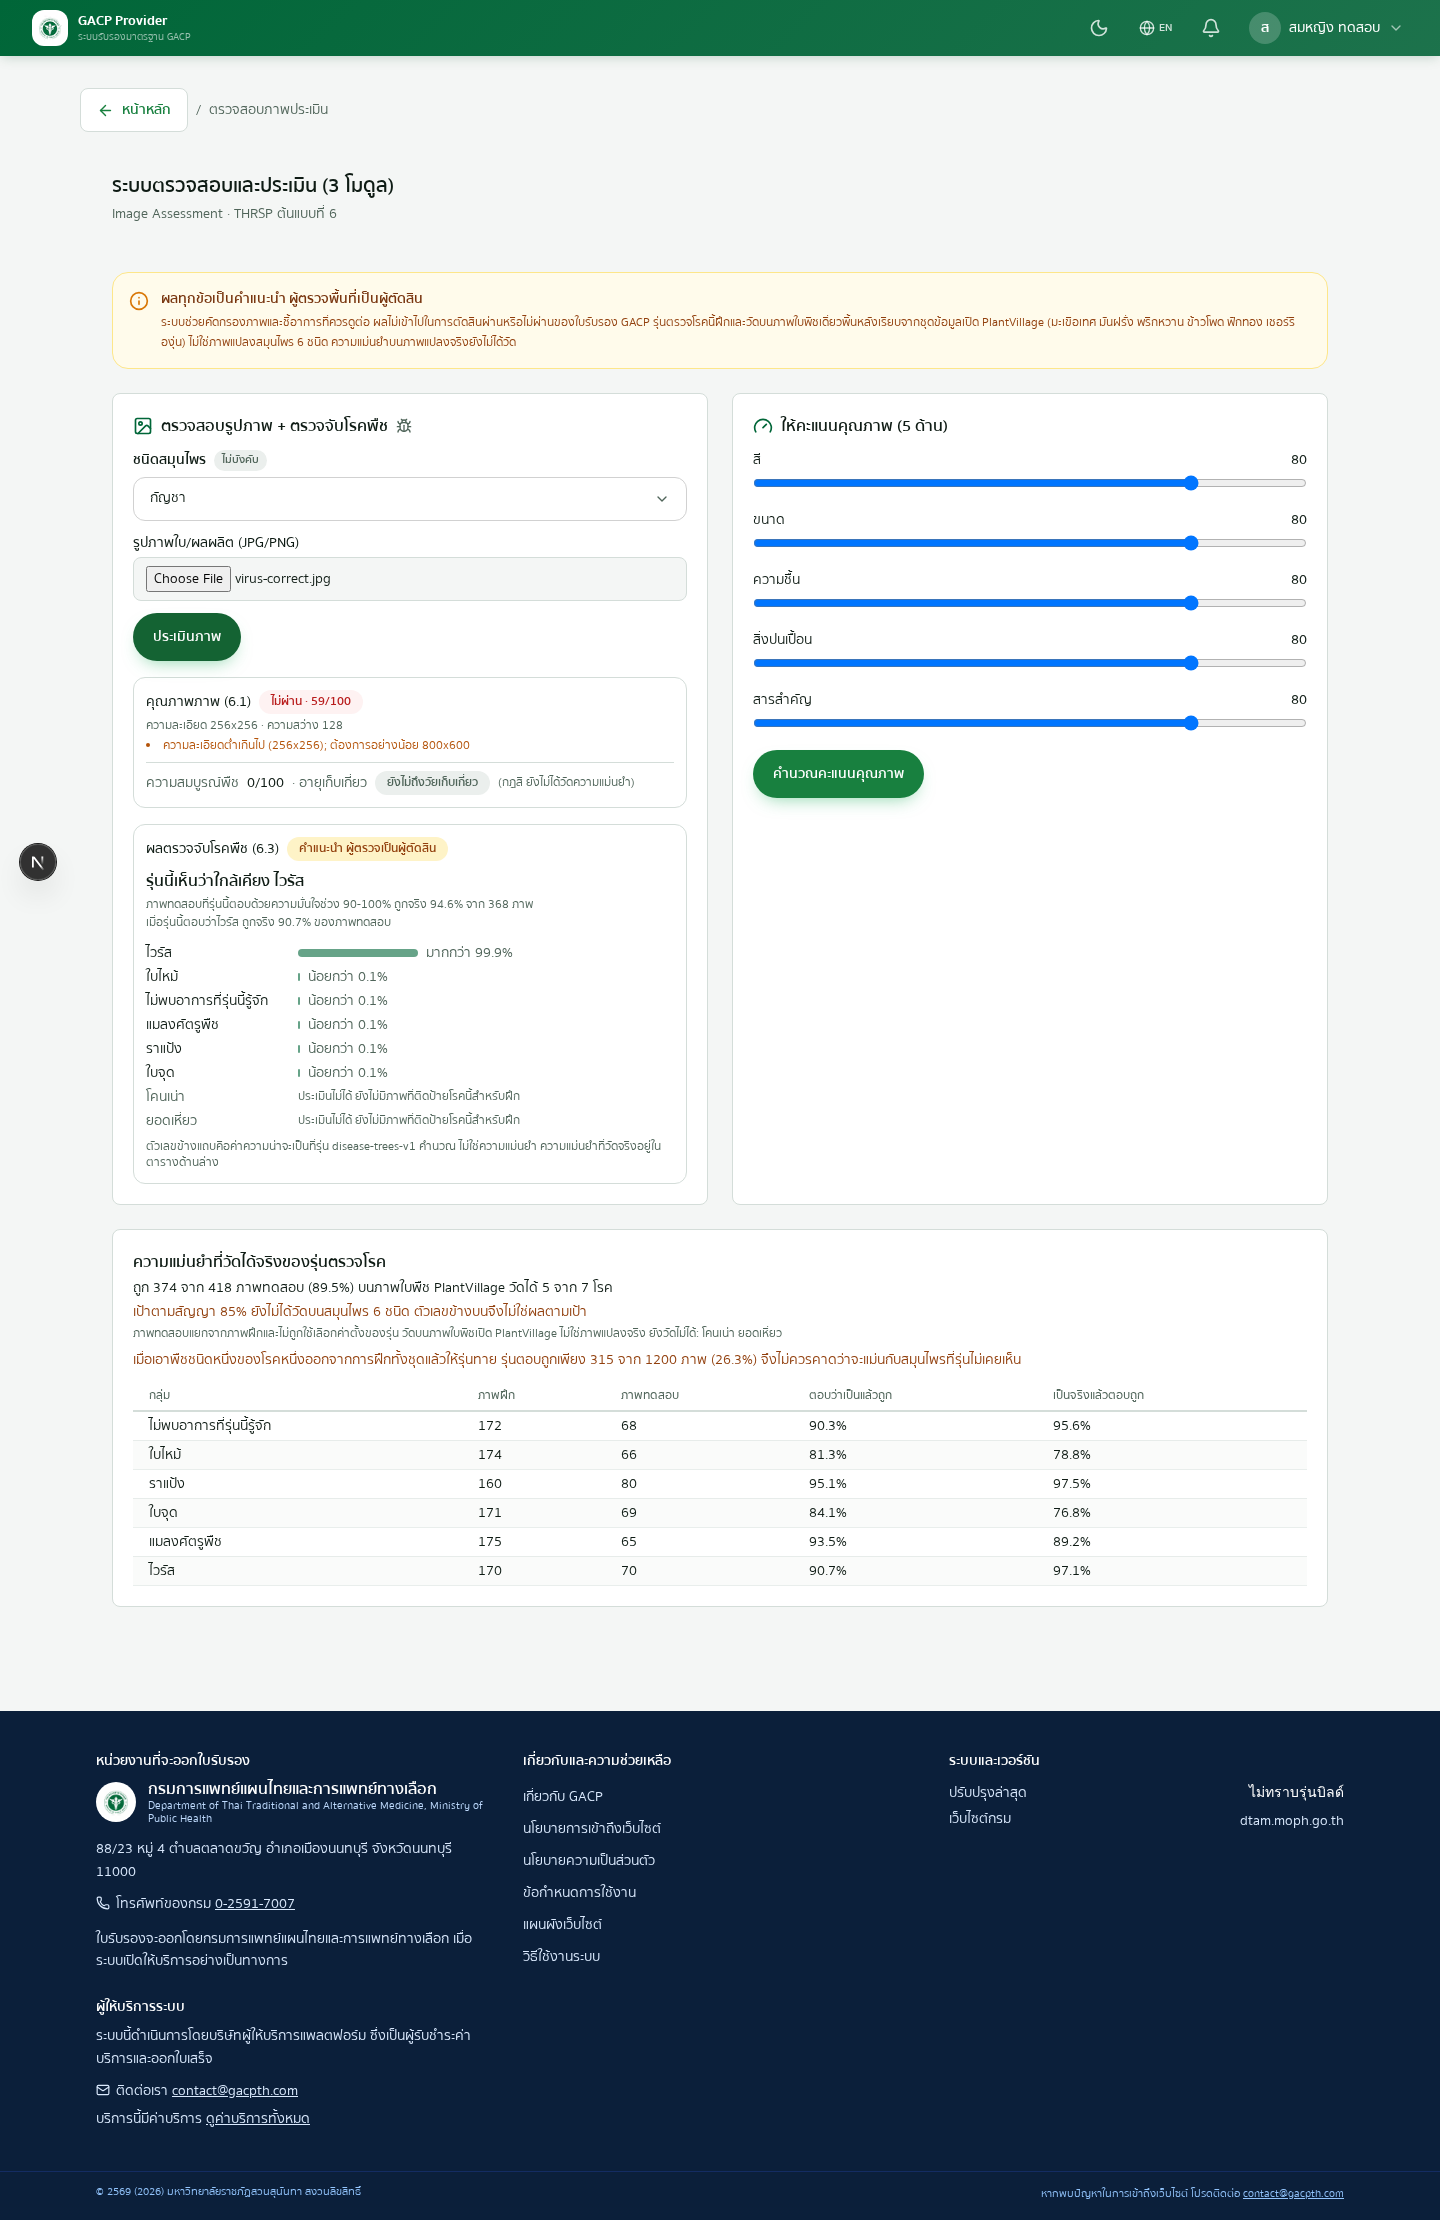 GACP Provider
ระบบรับรองมาตรฐาน GACP
EN
ส สมหญิง ทดสอบ
หน้าหลัก / ตรวจสอบภาพประเมิน
ระบบตรวจสอบและประเมิน (3 โมดูล)
Image Assessment · THRSP ต้นแบบที่ 6
ผลทุกข้อเป็นคำแนะนำ ผู้ตรวจพื้นที่เป็นผู้ตัดสิน
ระบบช่วยคัดกรองภาพและชี้อาการที่ควรดูต่อ ผลไม่เข้าไปในการตัดสินผ่านหรือไม่ผ่านของใบรับรอง GACP รุ่นตรวจโรคนี้ฝึกและวัดบนภาพใบพืชเดี่ยวพื้นหลังเรียบจากชุดข้อมูลเปิด PlantVillage (มะเขือเทศ มันฝรั่ง พริกหวาน ข้าวโพด ฟักทอง เชอร์รี
องุ่น) ไม่ใช่ภาพแปลงสมุนไพร 6 ชนิด ความแม่นยำบนภาพแปลงจริงยังไม่ได้วัด
ตรวจสอบรูปภาพ + ตรวจจับโรคพืช
ชนิดสมุนไพร ไม่บังคับ
กัญชา
รูปภาพใบ/ผลผลิต (JPG/PNG)
Choose File virus-correct.jpg
ประเมินภาพ
คุณภาพภาพ (6.1) ไม่ผ่าน · 59/100
ความละเอียด 256x256 · ความสว่าง 128
• ความละเอียดต่ำเกินไป (256x256); ต้องการอย่างน้อย 800x600
ความสมบูรณ์พืช 0/100 · อายุเก็บเกี่ยว ยังไม่ถึงวัยเก็บเกี่ยว (กฎสี ยังไม่ได้วัดความแม่นยำ)
ผลตรวจจับโรคพืช (6.3) คำแนะนำ ผู้ตรวจเป็นผู้ตัดสิน
รุ่นนี้เห็นว่าใกล้เคียง ไวรัส
ภาพทดสอบที่รุ่นนี้ตอบด้วยความมั่นใจช่วง 90-100% ถูกจริง 94.6% จาก 368 ภาพ
เมื่อรุ่นนี้ตอบว่าไวรัส ถูกจริง 90.7% ของภาพทดสอบ
ไวรัส มากกว่า 99.9%
ใบไหม้ น้อยกว่า 0.1%
ไม่พบอาการที่รุ่นนี้รู้จัก น้อยกว่า 0.1%
แมลงศัตรูพืช น้อยกว่า 0.1%
ราแป้ง น้อยกว่า 0.1%
ใบจุด น้อยกว่า 0.1%
โคนเน่า ประเมินไม่ได้ ยังไม่มีภาพที่ติดป้ายโรคนี้สำหรับฝึก
ยอดเหี่ยว ประเมินไม่ได้ ยังไม่มีภาพที่ติดป้ายโรคนี้สำหรับฝึก
ตัวเลขข้างแถบคือค่าความน่าจะเป็นที่รุ่น disease-trees-v1 คำนวณ ไม่ใช่ความแม่นยำ ความแม่นยำที่วัดจริงอยู่ใน
ตารางด้านล่าง
ให้คะแนนคุณภาพ (5 ด้าน)
สี 80
ขนาด 80
ความชื้น 80
สิ่งปนเปื้อน 80
สารสำคัญ 80
คำนวณคะแนนคุณภาพ
ความแม่นยำที่วัดได้จริงของรุ่นตรวจโรค
ถูก 374 จาก 418 ภาพทดสอบ (89.5%) บนภาพใบพืช PlantVillage วัดได้ 5 จาก 7 โรค
เป้าตามสัญญา 85% ยังไม่ได้วัดบนสมุนไพร 6 ชนิด ตัวเลขข้างบนจึงไม่ใช่ผลตามเป้า
ภาพทดสอบแยกจากภาพฝึกและไม่ถูกใช้เลือกค่าตั้งของรุ่น วัดบนภาพใบพืชเปิด PlantVillage ไม่ใช่ภาพแปลงจริง ยังวัดไม่ได้: โคนเน่า ยอดเหี่ยว
เมื่อเอาพืชชนิดหนึ่งของโรคหนึ่งออกจากการฝึกทั้งชุดแล้วให้รุ่นทาย รุ่นตอบถูกเพียง 315 จาก 1200 ภาพ (26.3%) จึงไม่ควรคาดว่าจะแม่นกับสมุนไพรที่รุ่นไม่เคยเห็น
กลุ่ม ภาพฝึก ภาพทดสอบ ตอบว่าเป็นแล้วถูก เป็นจริงแล้วตอบถูก
ไม่พบอาการที่รุ่นนี้รู้จัก 172 68 90.3% 95.6%
ใบไหม้ 174 66 81.3% 78.8%
ราแป้ง 160 80 95.1% 97.5%
ใบจุด 171 69 84.1% 76.8%
แมลงศัตรูพืช 175 65 93.5% 89.2%
ไวรัส 170 70 90.7% 97.1%
หน่วยงานที่จะออกใบรับรอง
กรมการแพทย์แผนไทยและการแพทย์ทางเลือก
Department of Thai Traditional and Alternative Medicine, Ministry of
Public Health
88/23 หมู่ 4 ตำบลตลาดขวัญ อำเภอเมืองนนทบุรี จังหวัดนนทบุรี
11000
โทรศัพท์ของกรม 0-2591-7007
ใบรับรองจะออกโดยกรมการแพทย์แผนไทยและการแพทย์ทางเลือก เมื่อ
ระบบเปิดให้บริการอย่างเป็นทางการ
ผู้ให้บริการระบบ
ระบบนี้ดำเนินการโดยบริษัทผู้ให้บริการแพลตฟอร์ม ซึ่งเป็นผู้รับชำระค่า
บริการและออกใบเสร็จ
ติดต่อเรา contact@gacpth.com
บริการนี้มีค่าบริการ ดูค่าบริการทั้งหมด
เกี่ยวกับและความช่วยเหลือ
เกี่ยวกับ GACP
นโยบายการเข้าถึงเว็บไซต์
นโยบายความเป็นส่วนตัว
ข้อกำหนดการใช้งาน
แผนผังเว็บไซต์
วิธีใช้งานระบบ
ระบบและเวอร์ชัน
ปรับปรุงล่าสุด ไม่ทราบรุ่นบิลด์
เว็บไซต์กรม dtam.moph.go.th
© 2569 (2026) มหาวิทยาลัยราชภัฏสวนสุนันทา สงวนลิขสิทธิ์
หากพบปัญหาในการเข้าถึงเว็บไซต์ โปรดติดต่อ contact@gacpth.com